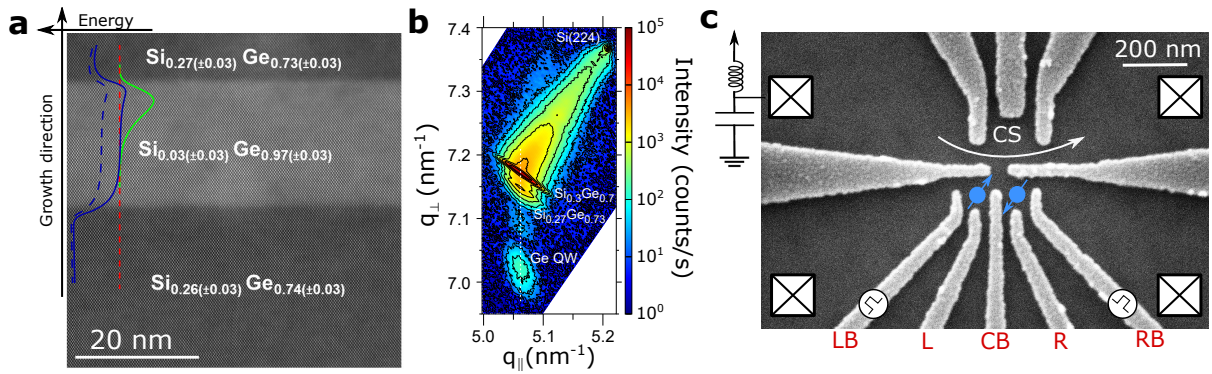 a
Energy
Growth direction
Si0.27(±0.03) Ge0.73(±0.03)
Si0.03(±0.03) Ge0.97(±0.03)
Si0.26(±0.03) Ge0.74(±0.03)
20 nm
b
7.4
7.3
7.2
7.1
7.0
q⊥ (nm⁻¹)
5.0
5.1
5.2
q∥(nm⁻¹)
Si(224)
Si0.3Ge0.7
Si0.27Ge0.73
Ge QW
10⁵
10⁴
10³
10²
10¹
10⁰
Intensity (counts/s)
c
200 nm
CS
LB
L
CB
R
RB